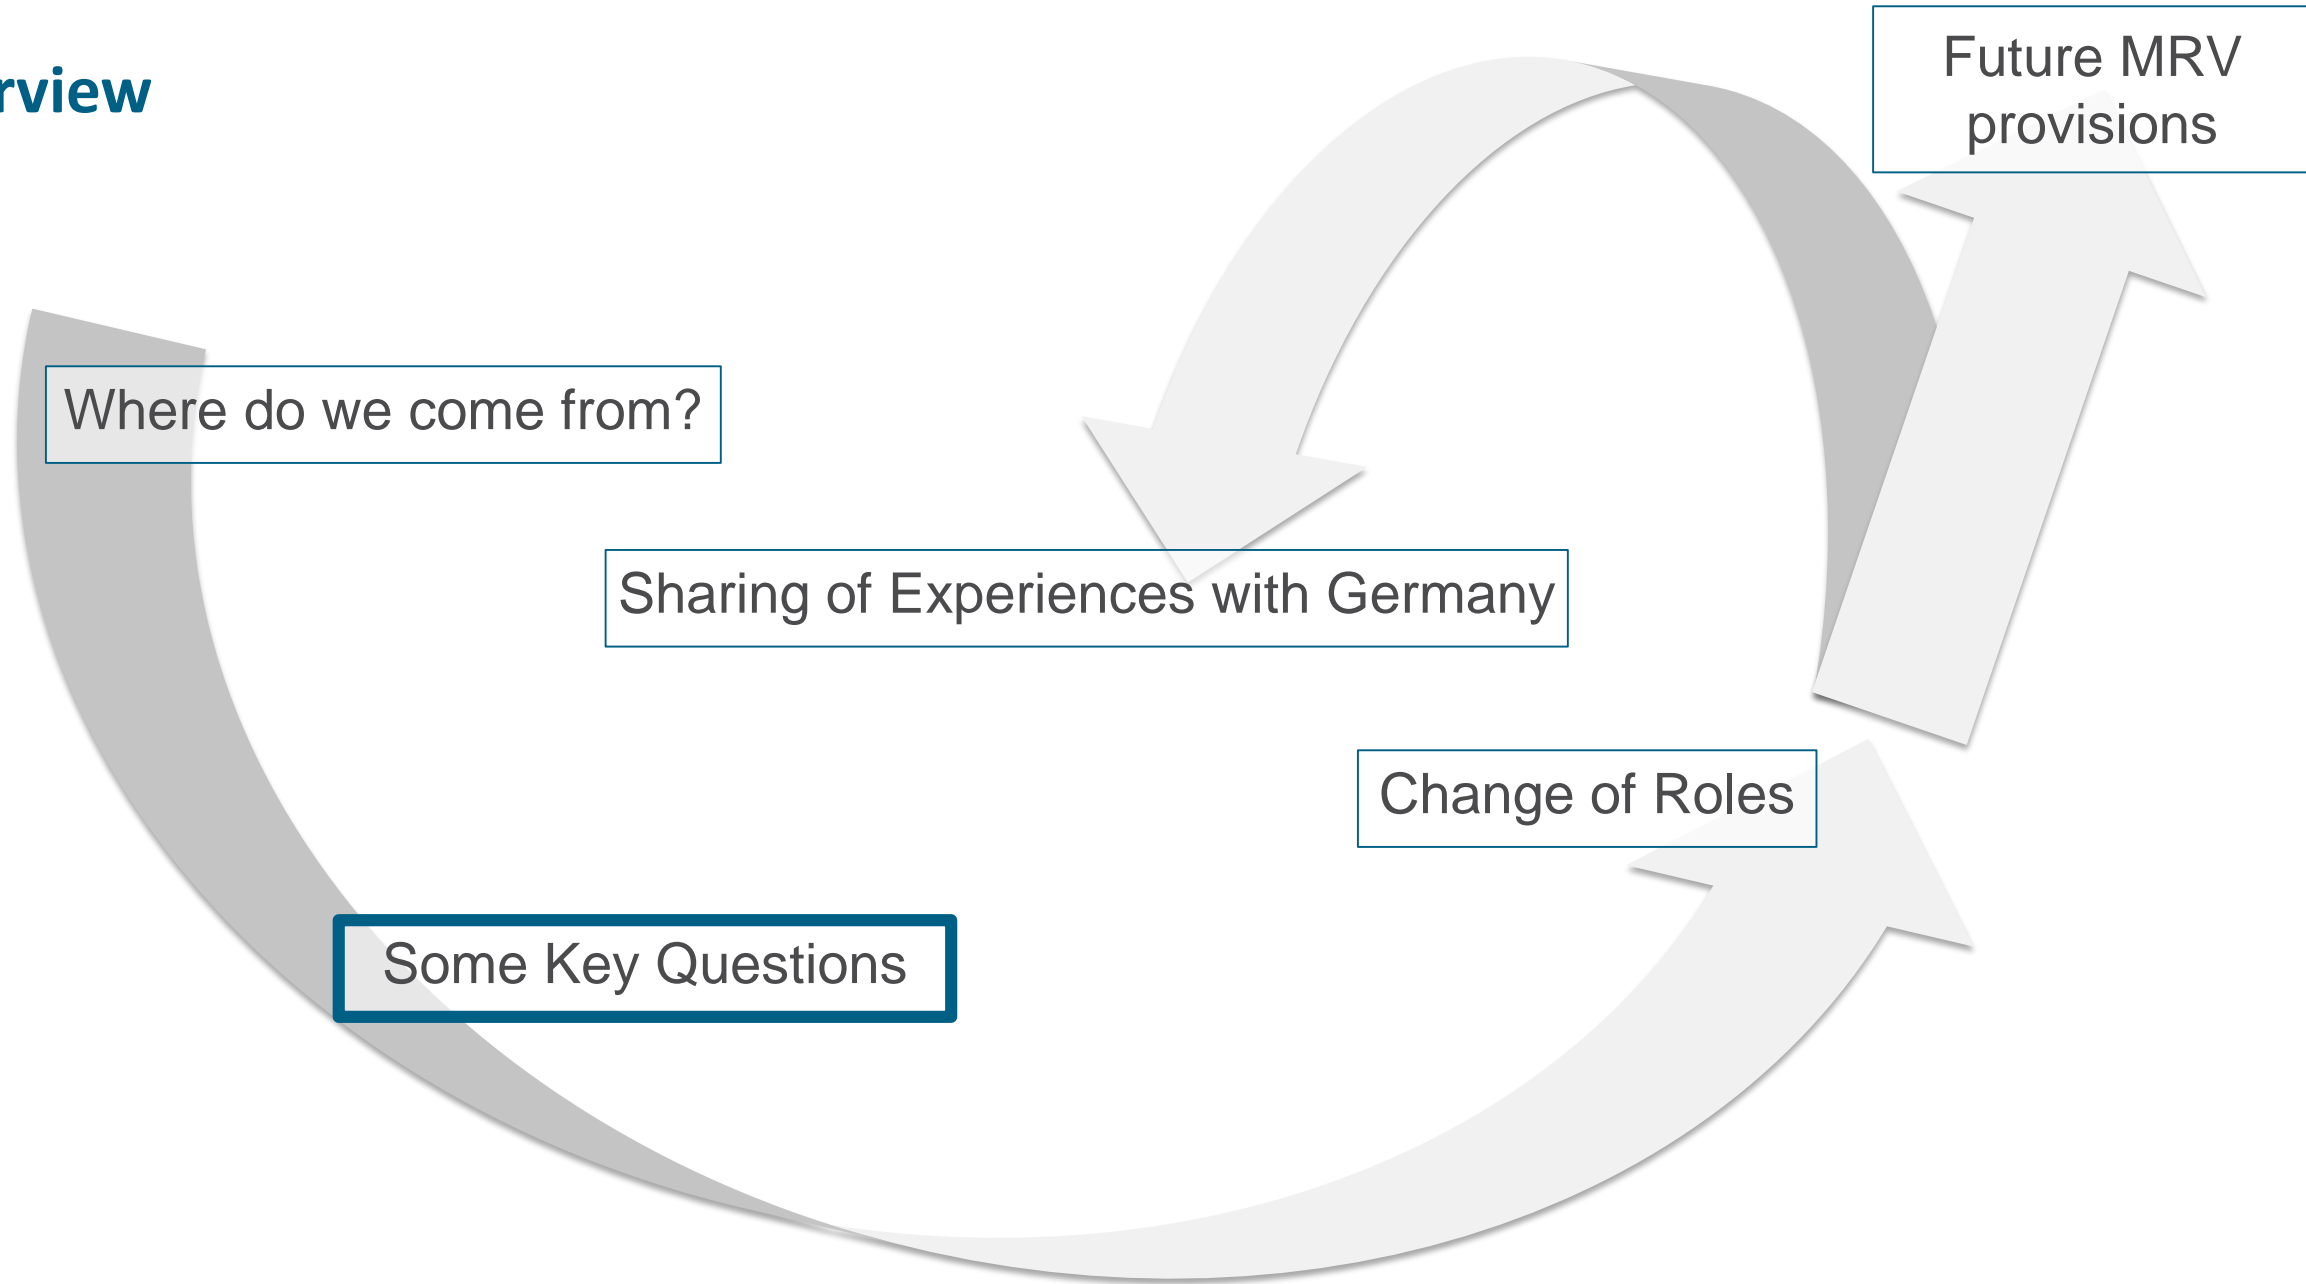 rview
Future MRV
provisions
Where do we come from?
Sharing of Experiences with Germany
Change of Roles
Some Key Questions